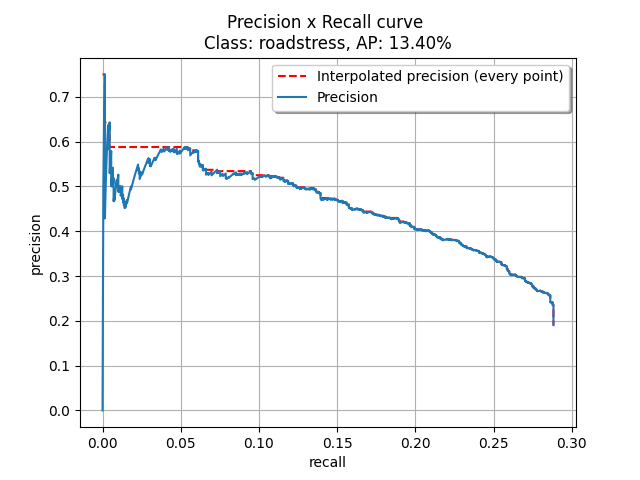 Precision x Recall curve
Class: roadstress, AP: 13.40%
Interpolated precision (every point)
Precision
0.7
0.6
0.5
0.4
0.3
0.2
0.1
0.0
precision
0.00 0.05 0.10 0.15 0.20 0.25 0.30
recall